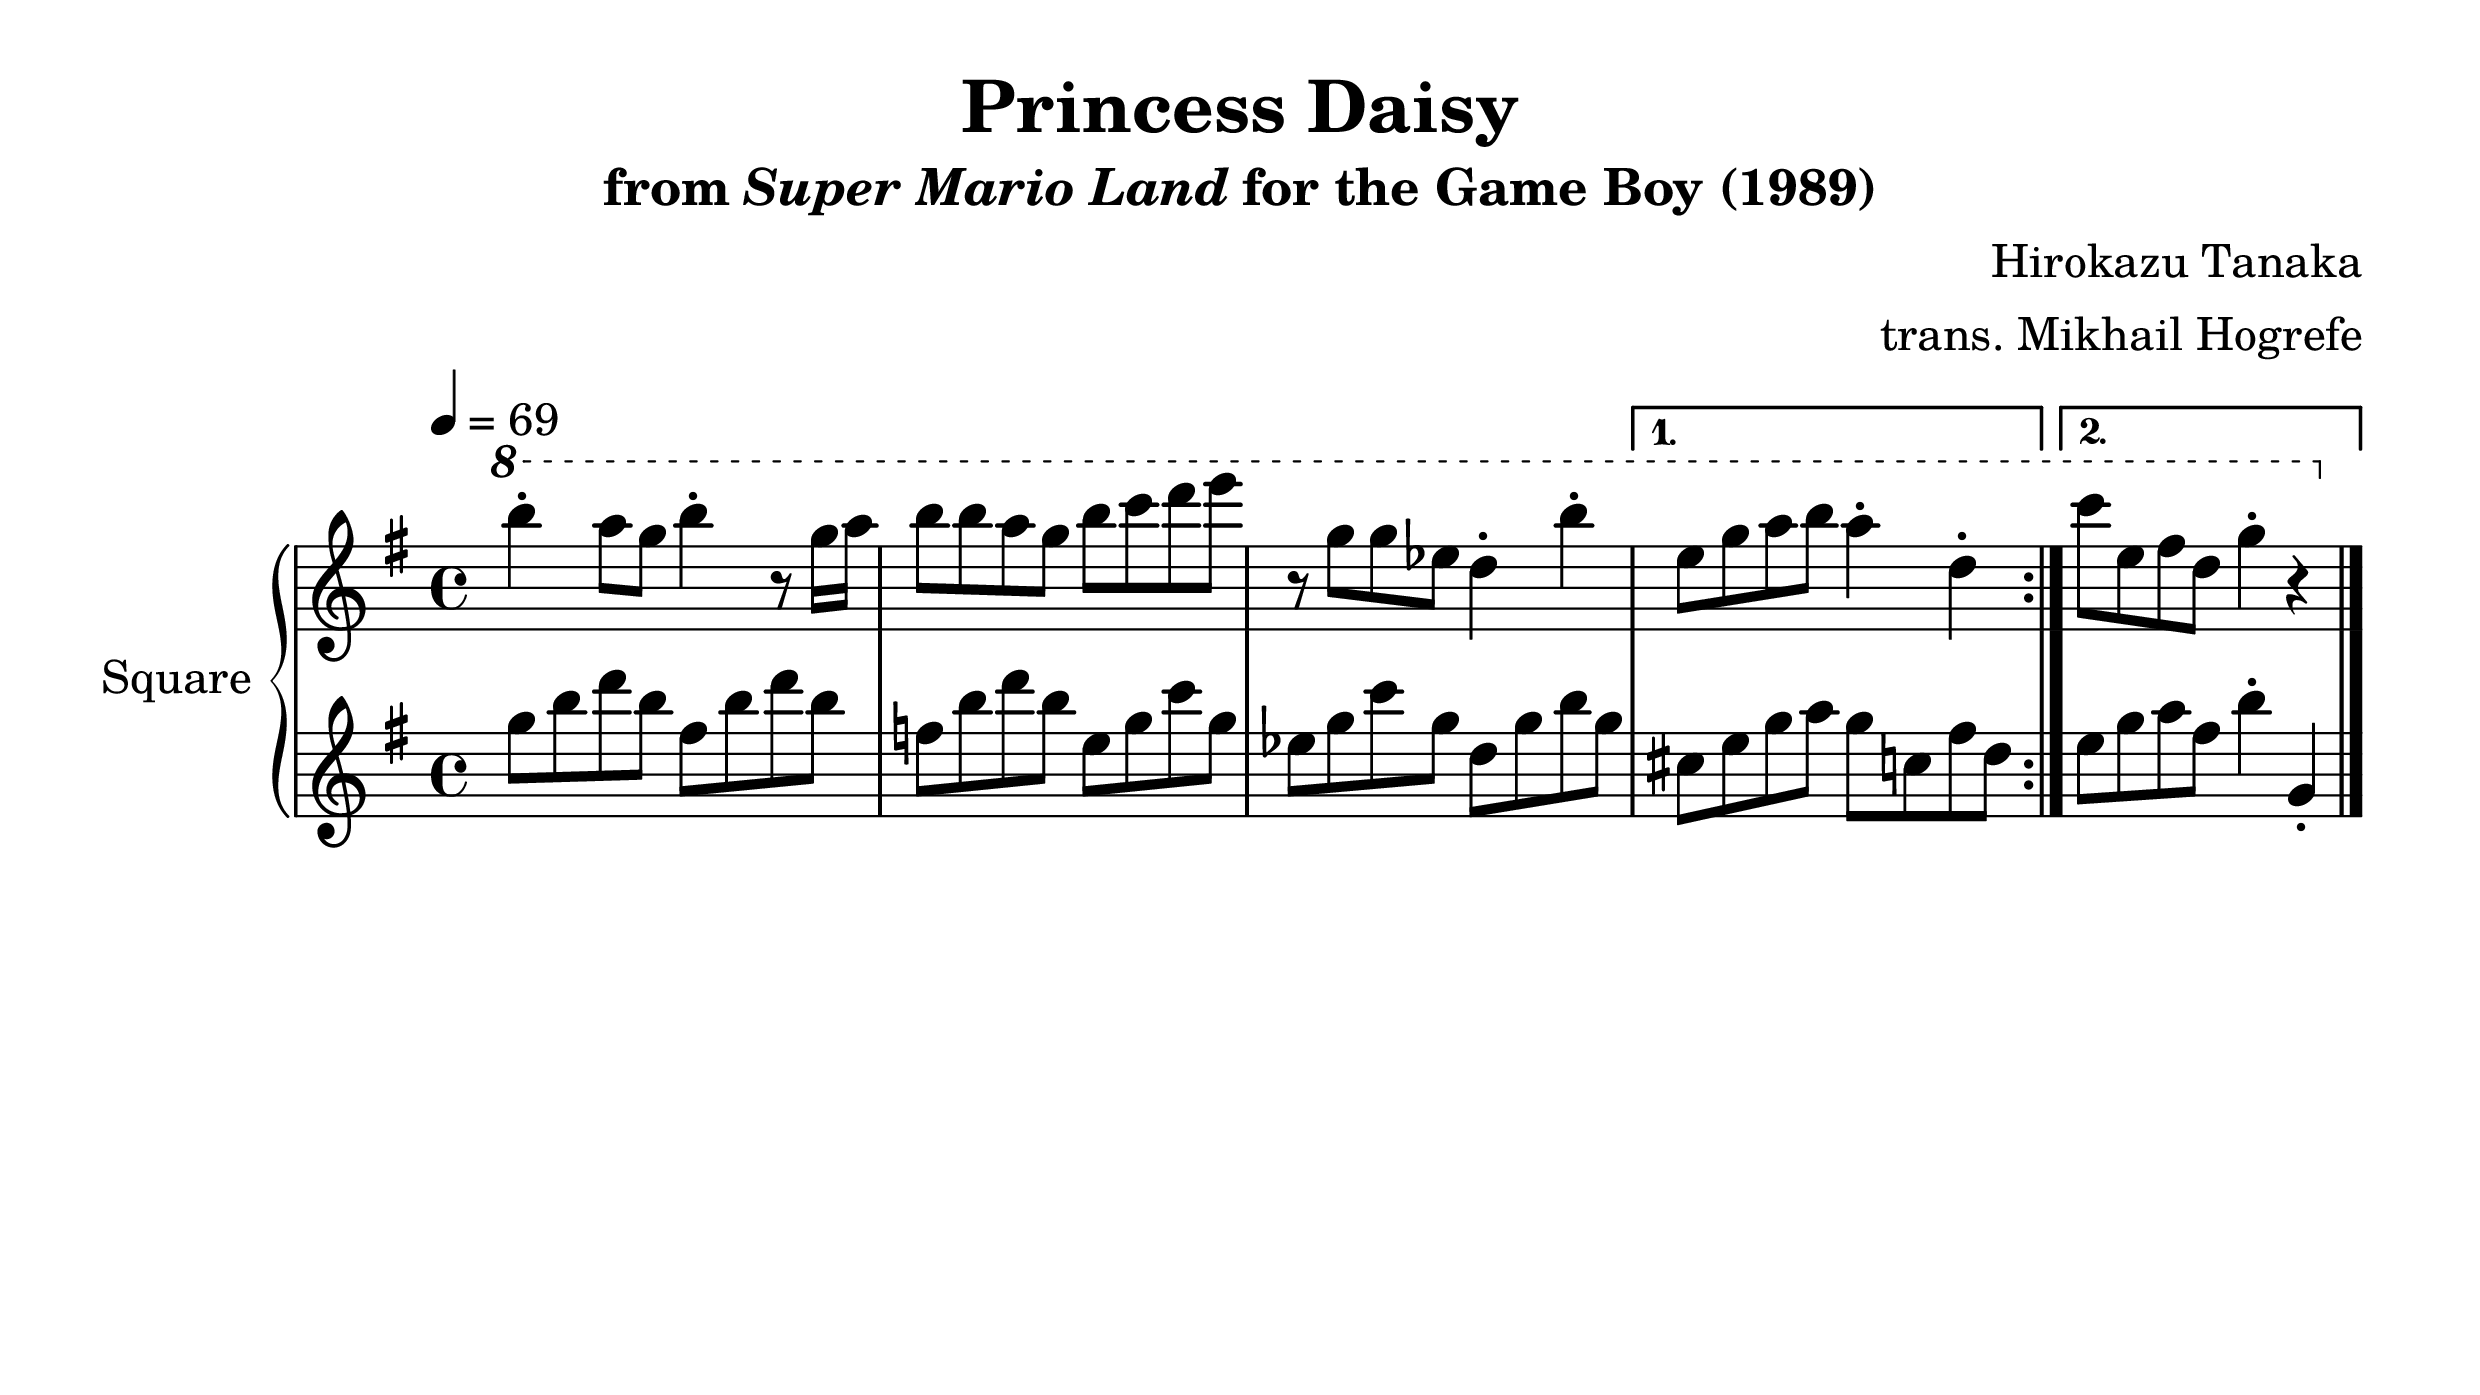 Princess Daisy
from Super Mario Land for the Game Boy (1989)
Hirokazu Tanaka
trans. Mikhail Hogrefe
= 69
1. 2.
8
Square